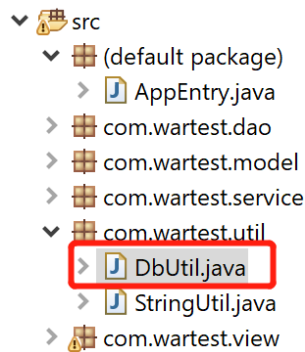 src
(default package)
AppEntry.java
com.wartest.dao
com.wartest.model
com.wartest.service
com.wartest.util
DbUtil.java
StringUtil.java
com.wartest.view